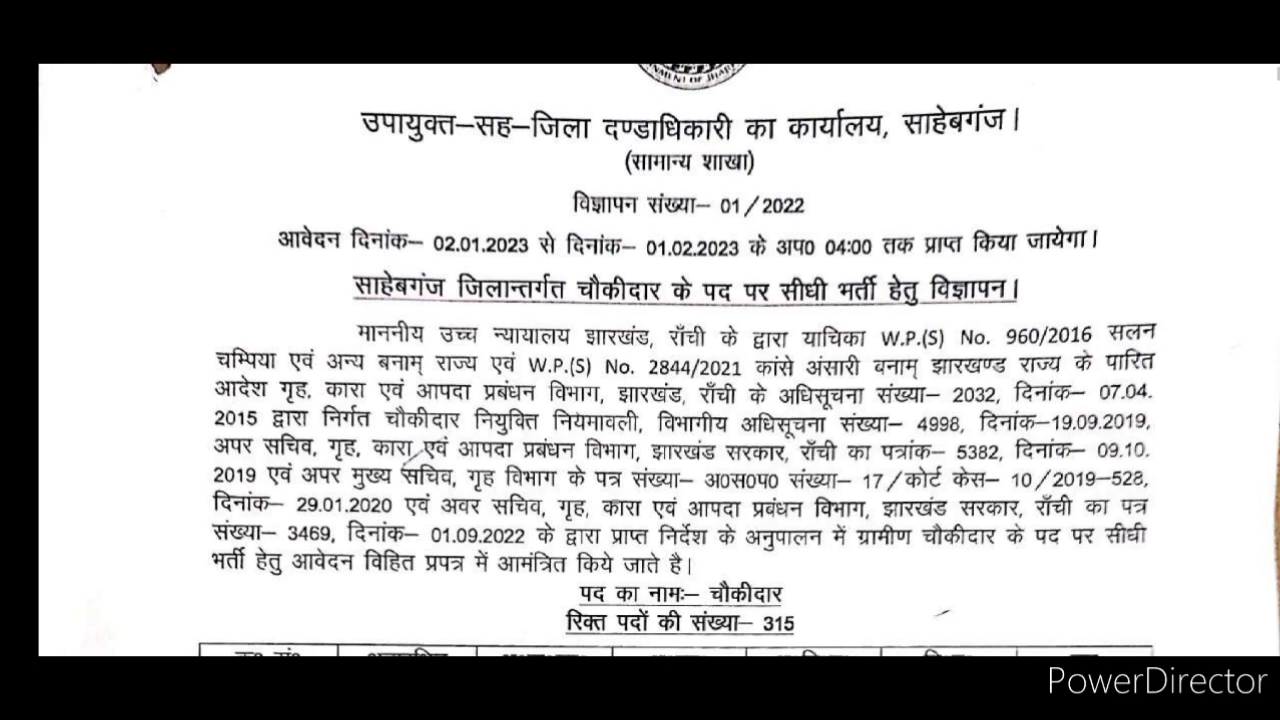 NMENT OF JHAR
उपायुक्त–सह–जिला दण्डाधिकारी का कार्यालय, साहेबगंज।
(सामान्य शाखा)
विज्ञापन संख्या– 01/2022
आवेदन दिनांक– 02.01.2023 से दिनांक– 01.02.2023 के अप0 04:00 तक प्राप्त किया जायेगा।
साहेबगंज जिलान्तर्गत चौकीदार के पद पर सीधी भर्ती हेतु विज्ञापन।
माननीय उच्च न्यायालय झारखंड, राँची के द्वारा याचिका W.P.(S) No. 960/2016 सलन
चम्पिया एवं अन्य बनाम् राज्य एवं W.P.(S) No. 2844/2021 कांसे अंसारी बनाम् झारखण्ड राज्य के पारित
आदेश गृह, कारा एवं आपदा प्रबंधन विभाग, झारखंड, राँची के अधिसूचना संख्या– 2032, दिनांक– 07.04.
2015 द्वारा निर्गत चौकीदार नियुक्ति नियमावली, विभागीय अधिसूचना संख्या– 4998, दिनांक–19.09.2019,
अपर सचिव, गृह, कारा एवं आपदा प्रबंधन विभाग, झारखंड सरकार, राँची का पत्रांक– 5382, दिनांक– 09.10.
2019 एवं अपर मुख्य सचिव, गृह विभाग के पत्र संख्या– अ0स0प0 संख्या– 17/कोर्ट केस– 10/2019–528,
दिनांक– 29.01.2020 एवं अवर सचिव, गृह, कारा एवं आपदा प्रबंधन विभाग, झारखंड सरकार, राँची का पत्र
संख्या– 3469, दिनांक– 01.09.2022 के द्वारा प्राप्त निर्देश के अनुपालन में ग्रामीण चौकीदार के पद पर सीधी
भर्ती हेतु आवेदन विहित प्रपत्र में आमंत्रित किये जाते है।
पद का नामः– चौकीदार
रिक्त पदों की संख्या– 315
PowerDirector